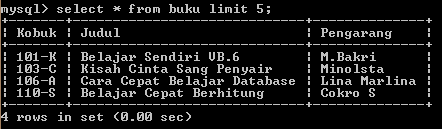 mysql> select * from buku limit 5;
+-------+------------------------------+-------------+
| Kobuk | Judul                        | Pengarang   |
+-------+------------------------------+-------------+
| 101-K | Belajar Sendiri VB.6         | M.Bakri     |
| 103-C | Kisah Cinta Sang Penyair     | Minolsta    |
| 106-A | Cara Cepat Belajar Database  | Lina Marlina |
| 110-S | Belajar Cepat Berhitung      | Cokro S     |
+-------+------------------------------+-------------+
4 rows in set (0.00 sec)